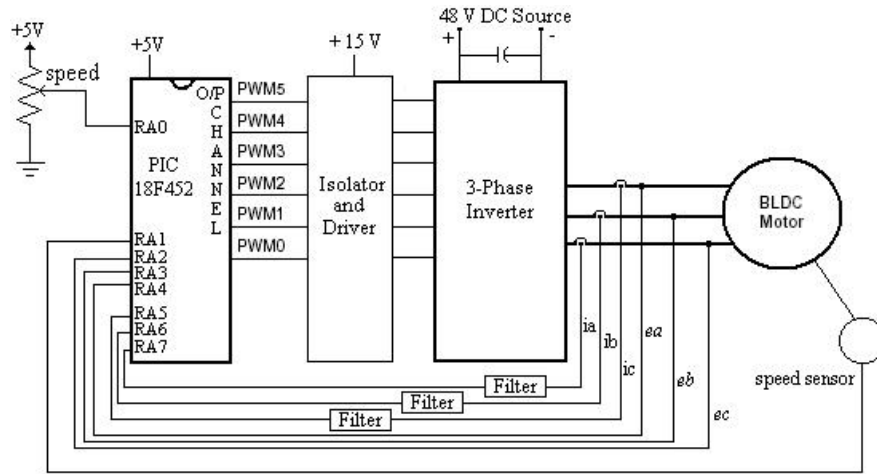 48 V DC Source
+ -
+5V
speed
+5V
+ 15 V
O/P
CHANNEL
RA0
PIC
18F452
RA1
RA2
RA3
RA4
RA5
RA6
RA7
PWM5
PWM4
PWM3
PWM2
PWM1
PWM0
Isolator
and
Driver
3-Phase
Inverter
BLDC
Motor
ia
ib
ic
ea
eb
ec
speed sensor
Filter
Filter
Filter